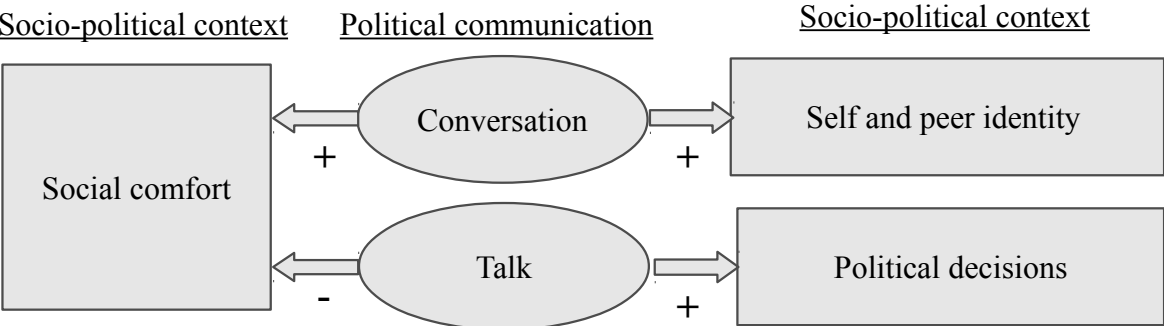 Socio-political context
Political communication
Socio-political context
Conversation
Self and peer identity
+
+
Social comfort
Talk
Political decisions
-
+